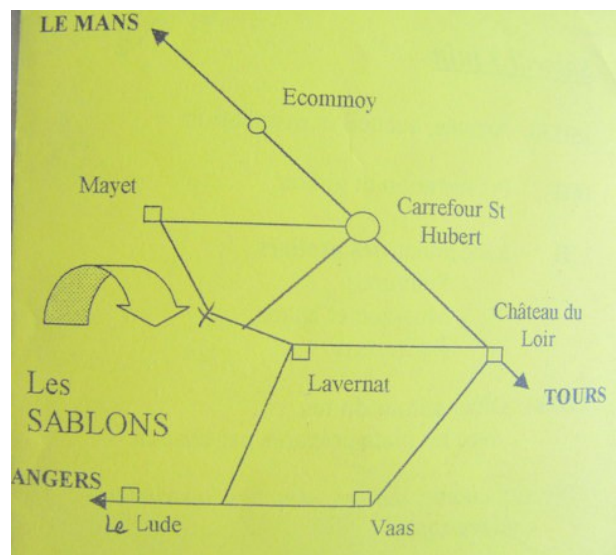 LE MANS
Ecommoy
Mayet
Carrefour St
Hubert
Château du
Loir
Lavernat
TOURS
Les
SABLONS
ANGERS
Le Lude
Vaas